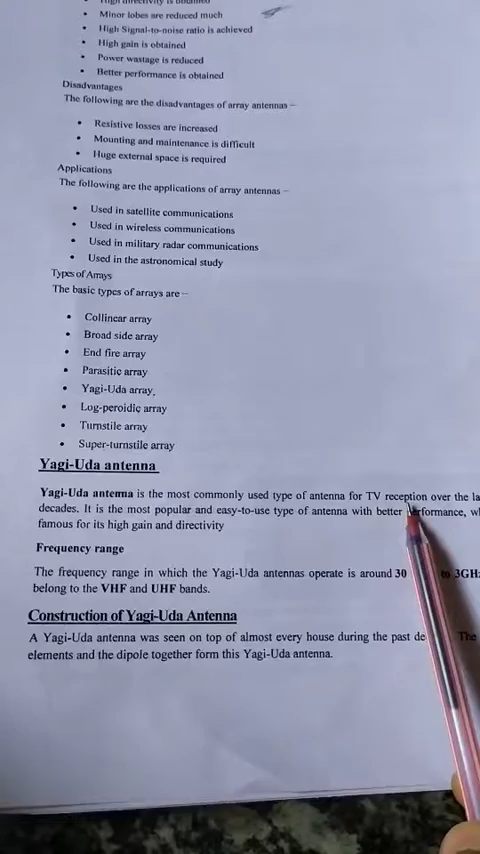 High directivity is obtained
Minor lobes are reduced much
High Signal-to-noise ratio is achieved
High gain is obtained
Power wastage is reduced
Better performance is obtained
Disadvantages
The following are the disadvantages of array antennas –
Resistive losses are increased
Mounting and maintenance is difficult
Huge external space is required
Applications
The following are the applications of array antennas –
Used in satellite communications
Used in wireless communications
Used in military radar communications
Used in the astronomical study
Types of Arrays
The basic types of arrays are –
Collinear array
Broad side array
End fire array
Parasitic array
Yagi-Uda array,
Log-peroidic array
Turnstile array
Super-turnstile array
Yagi-Uda antenna
Yagi-Uda antenna is the most commonly used type of antenna for TV reception over the
decades. It is the most popular and easy-to-use type of antenna with better performance,
famous for its high gain and directivity
Frequency range
The frequency range in which the Yagi-Uda antennas operate is around 30 to 3GHz
belong to the VHF and UHF bands.
Construction of Yagi-Uda Antenna
A Yagi-Uda antenna was seen on top of almost every house during the past The
elements and the dipole together form this Yagi-Uda antenna.